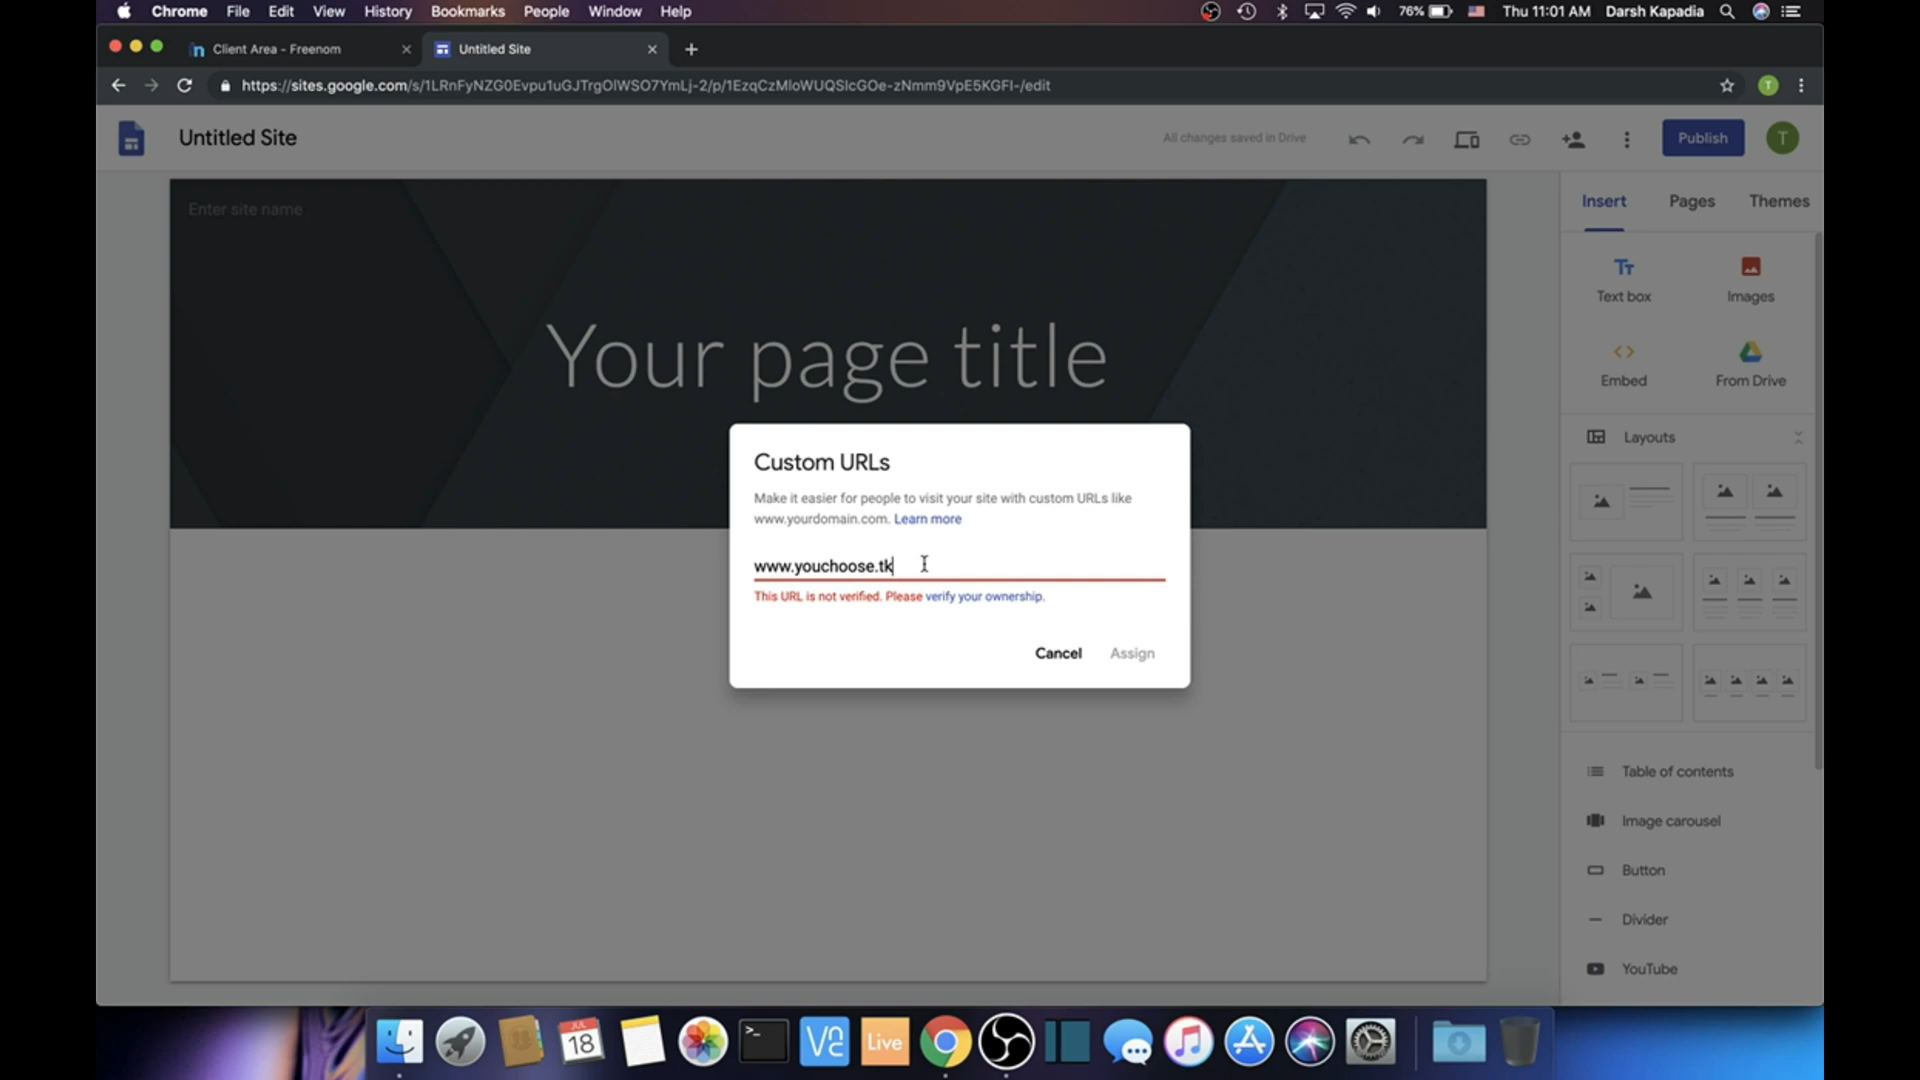 Chrome File Edit View History Bookmarks People Window Help
76% Thu 11:01 AM Darsh Kapadia
Client Area - Freenom
Untitled Site
https://sites.google.com/s/1LRnFyNZG0Evpu1uGJTrgOlWSO7YmLj-2/p/1EzqCzMloWUQSlcGOe-zNmm9VpE5KGFI-/edit
T
Untitled Site
All changes saved in Drive
Publish
T
Enter site name
Your page title
Insert Pages Themes
Text box Images
Embed From Drive
Layouts
Custom URLs
Make it easier for people to visit your site with custom URLs like
www.yourdomain.com. Learn more
www.youchoose.tk
This URL is not verified. Please verify your ownership.
Cancel Assign
Table of contents
Image carousel
Button
Divider
YouTube
JUL
18
Live